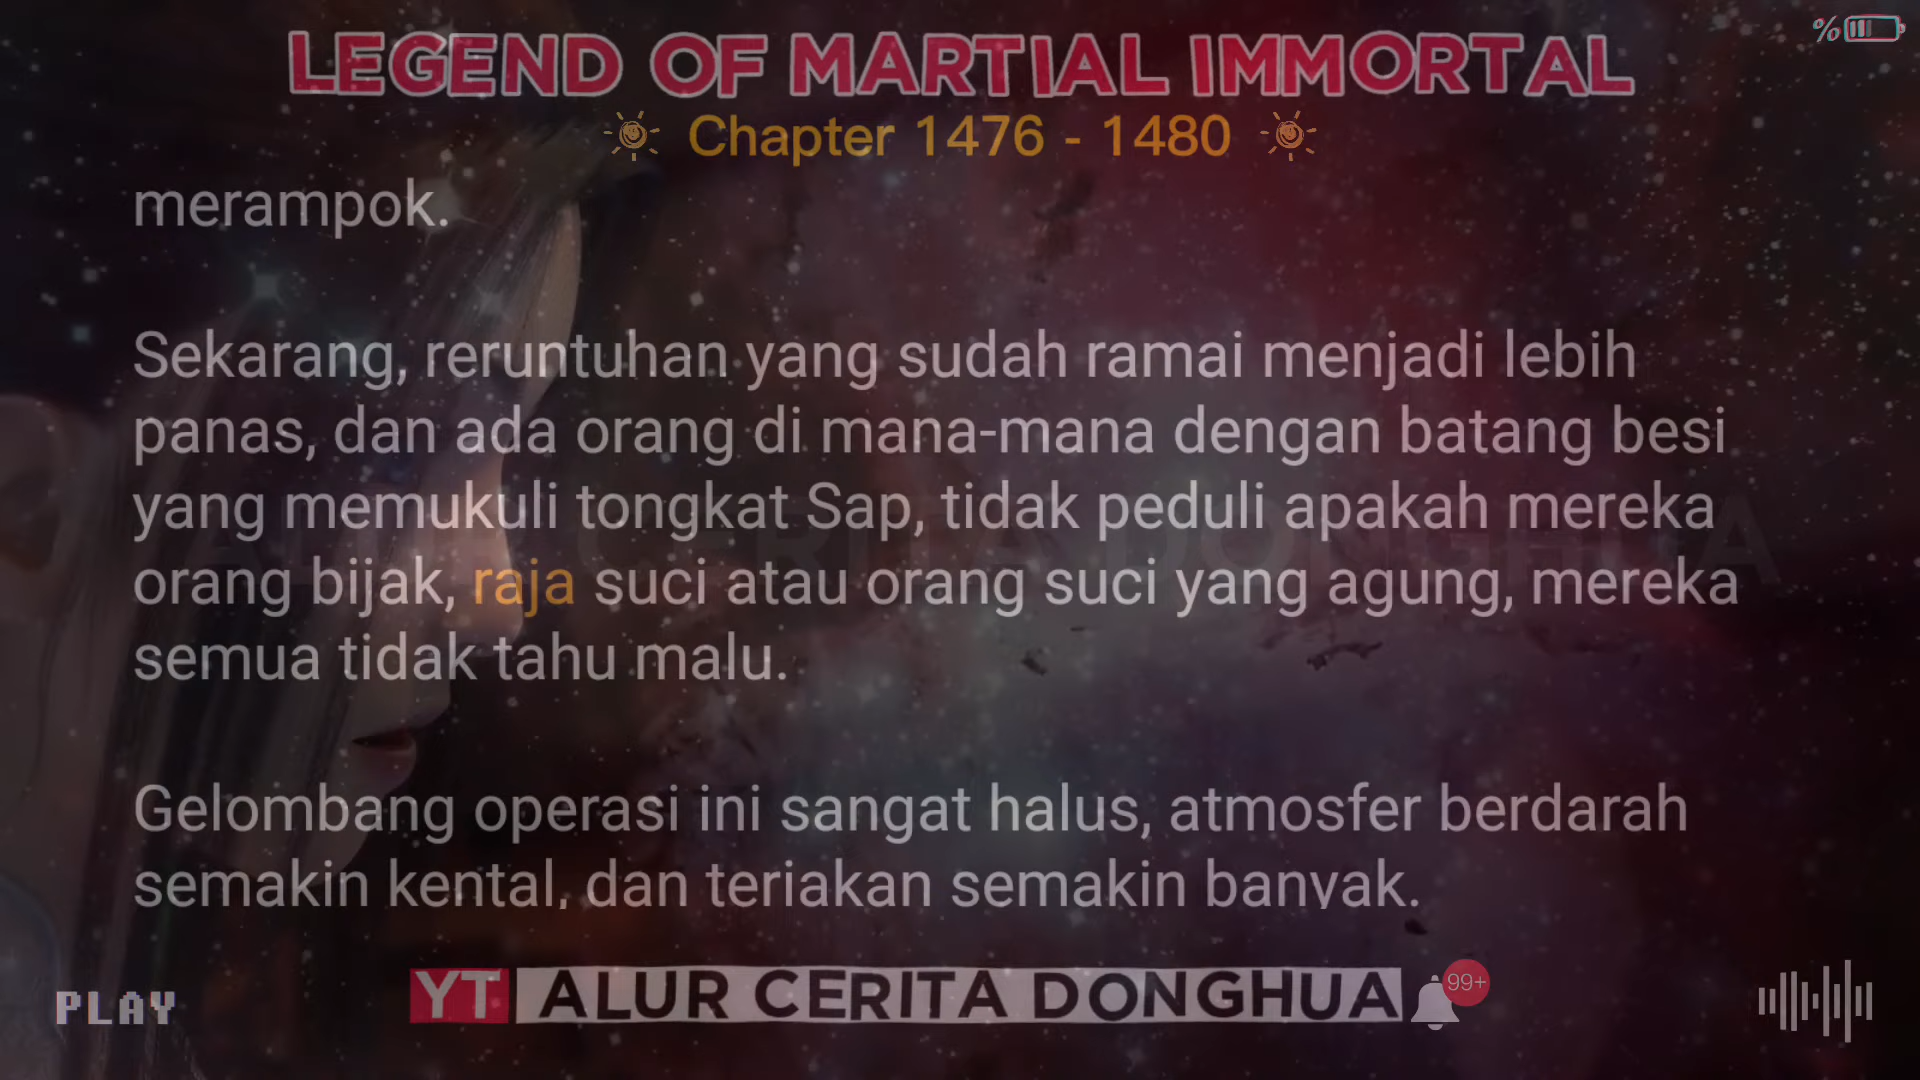 %
LEGEND OF MARTIAL IMMORTAL
Chapter 1476 - 1480
merampok.
Sekarang, reruntuhan yang sudah ramai menjadi lebih
panas, dan ada orang di mana-mana dengan batang besi
yang memukuli tongkat Sap, tidak peduli apakah mereka
orang bijak, raja suci atau orang suci yang agung, mereka
semua tidak tahu malu.
ALUR CERITA DONGHUA
Gelombang operasi ini sangat halus, atmosfer berdarah
semakin kental, dan teriakan semakin banyak.
PLAY
YT ALUR CERITA DONGHUA
99+